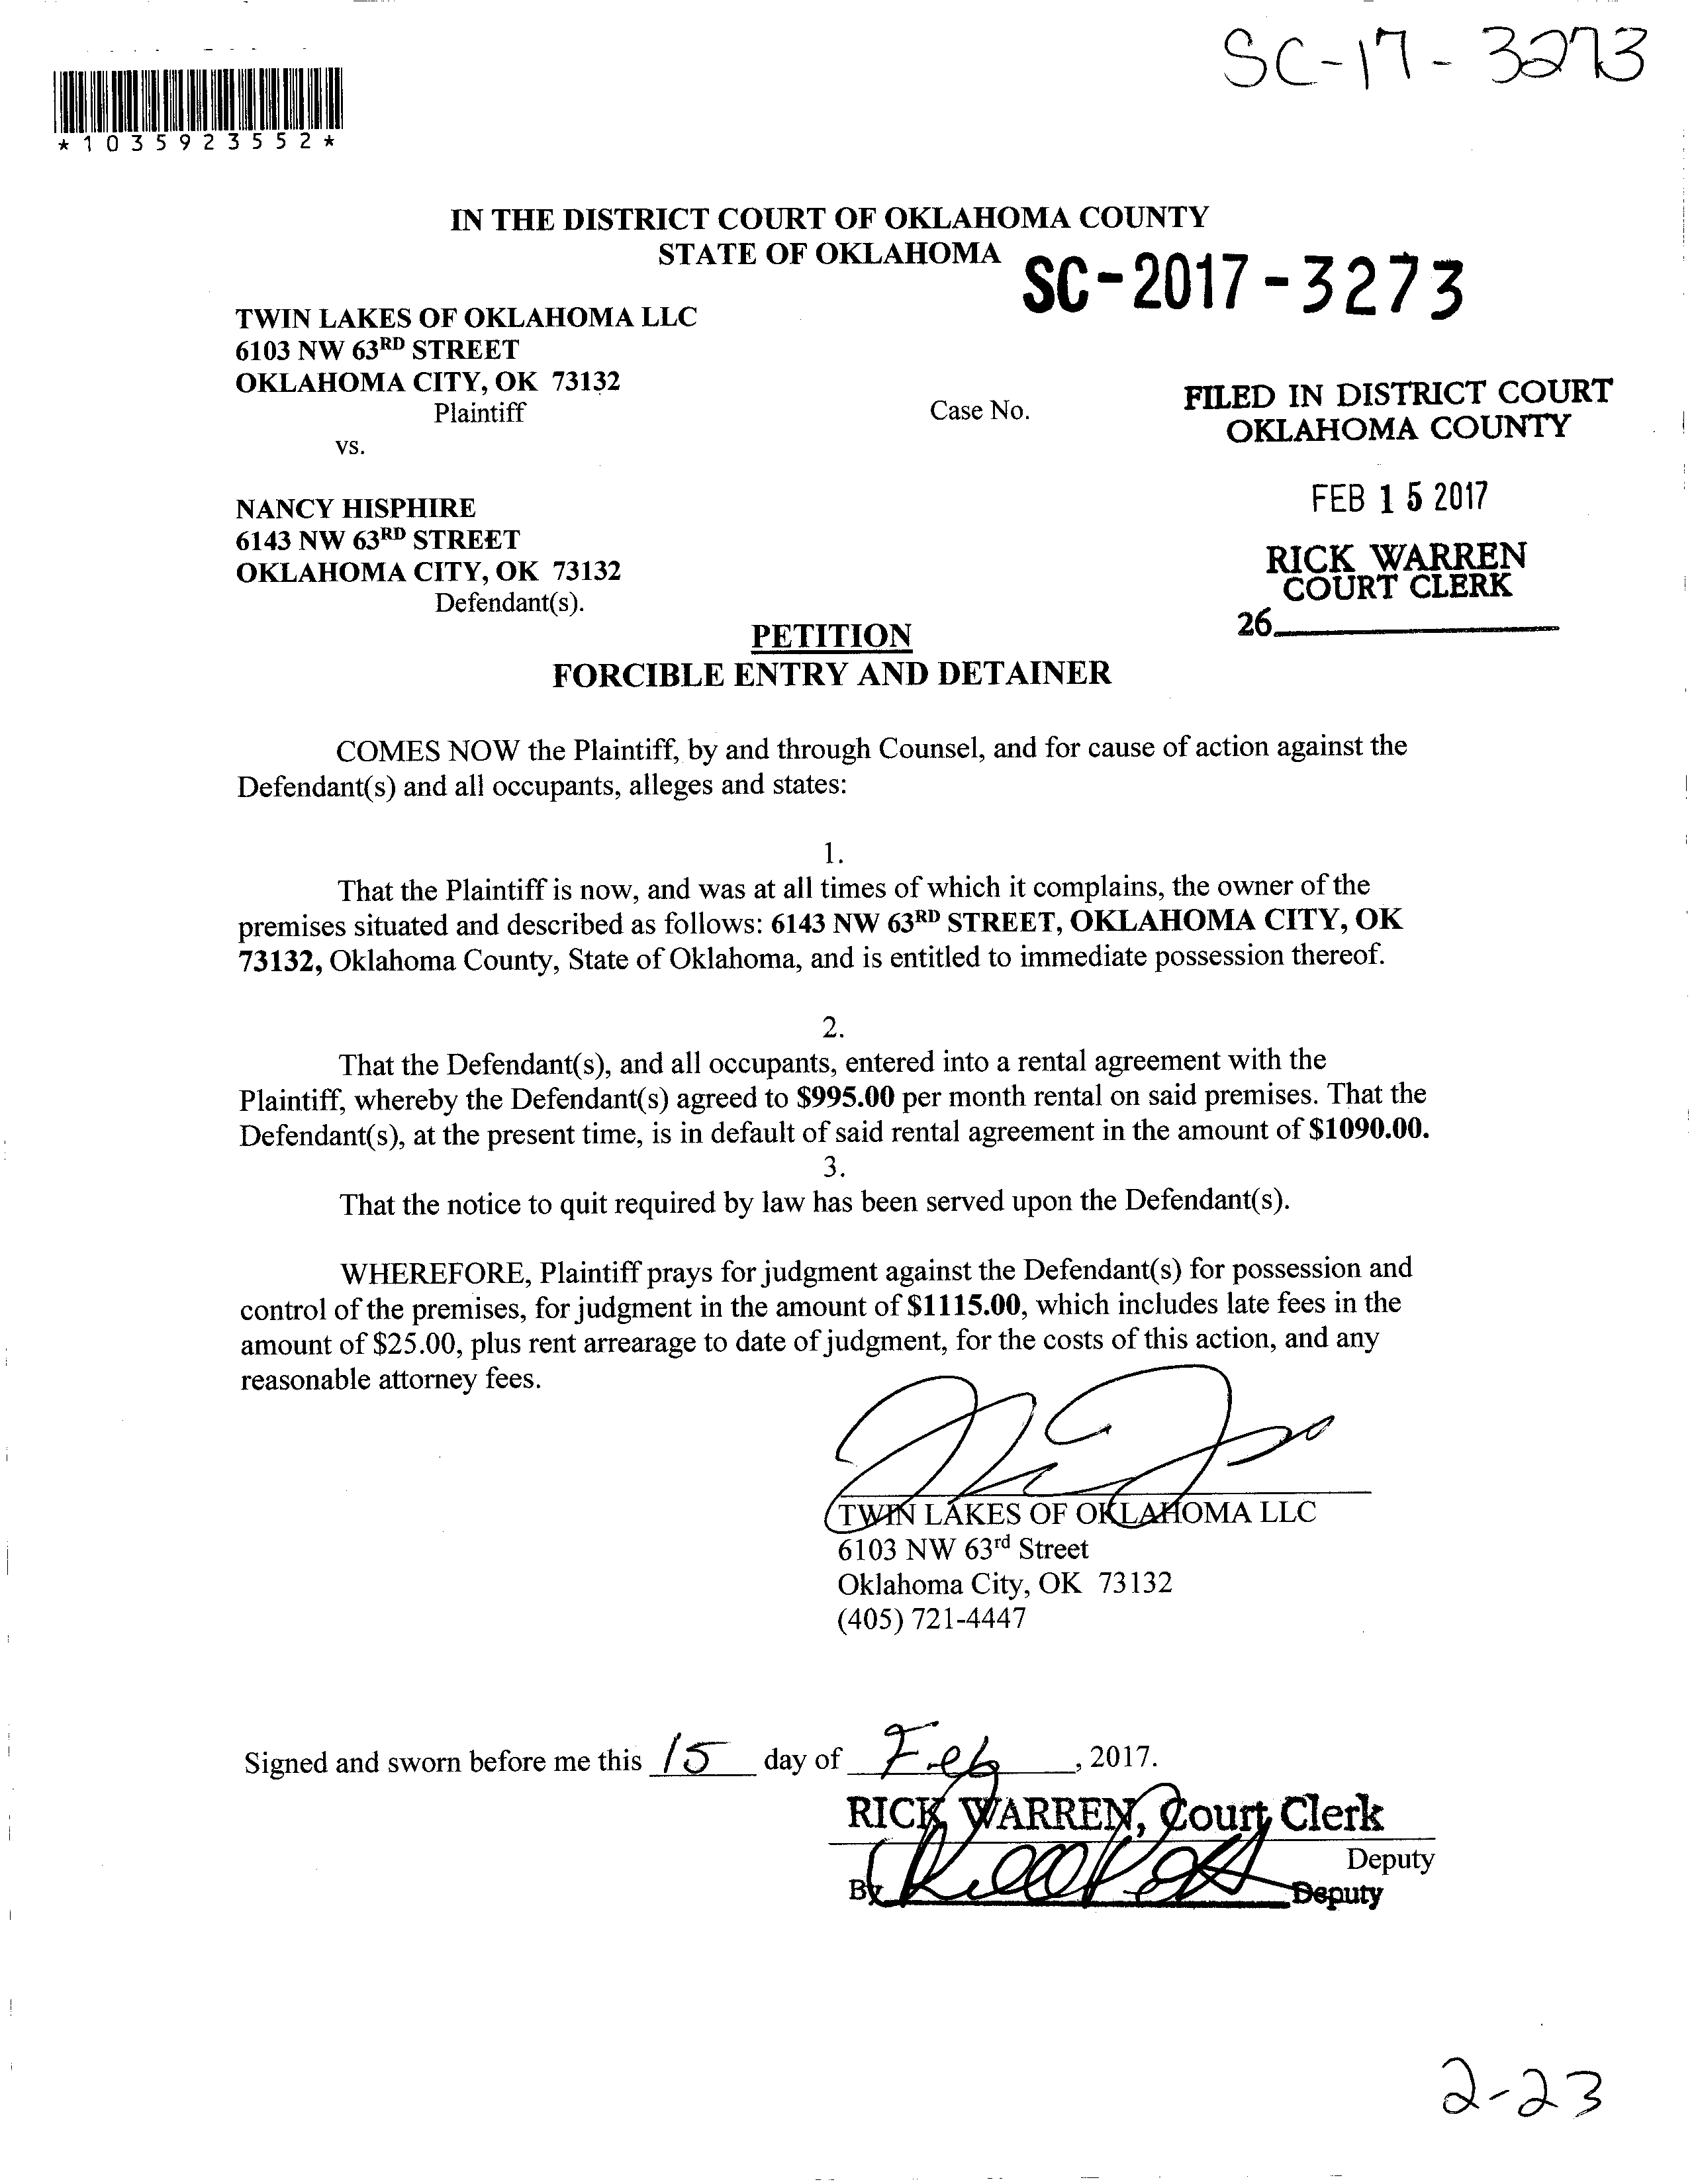 SC-17-3273
*1035923552*
IN THE DISTRICT COURT OF OKLAHOMA COUNTY
STATE OF OKLAHOMA
SC-2017-3273
TWIN LAKES OF OKLAHOMA LLC
6103 NW 63RD STREET
OKLAHOMA CITY, OK 73132
Plaintiff
Case No.
vs.
FILED IN DISTRICT COURT
OKLAHOMA COUNTY
FEB 15 2017
RICK WARREN
COURT CLERK
26
NANCY HISPHIRE
6143 NW 63RD STREET
OKLAHOMA CITY, OK 73132
Defendant(s).
PETITION
FORCIBLE ENTRY AND DETAINER
COMES NOW the Plaintiff, by and through Counsel, and for cause of action against the
Defendant(s) and all occupants, alleges and states:
1.
That the Plaintiff is now, and was at all times of which it complains, the owner of the
premises situated and described as follows: 6143 NW 63RD STREET, OKLAHOMA CITY, OK
73132, Oklahoma County, State of Oklahoma, and is entitled to immediate possession thereof.
2.
That the Defendant(s), and all occupants, entered into a rental agreement with the
Plaintiff, whereby the Defendant(s) agreed to $995.00 per month rental on said premises. That the
Defendant(s), at the present time, is in default of said rental agreement in the amount of $1090.00.
3.
That the notice to quit required by law has been served upon the Defendant(s).
WHEREFORE, Plaintiff prays for judgment against the Defendant(s) for possession and
control of the premises, for judgment in the amount of $1115.00, which includes late fees in the
amount of $25.00, plus rent arrearage to date of judgment, for the costs of this action, and any
reasonable attorney fees.
TWIN LAKES OF OKLAHOMA LLC
6103 NW 63rd Street
Oklahoma City, OK 73132
(405) 721-4447
Signed and sworn before me this 15 day of Feb, 2017.
RICK WARREN, Court Clerk
Deputy
By Deputy
2-23